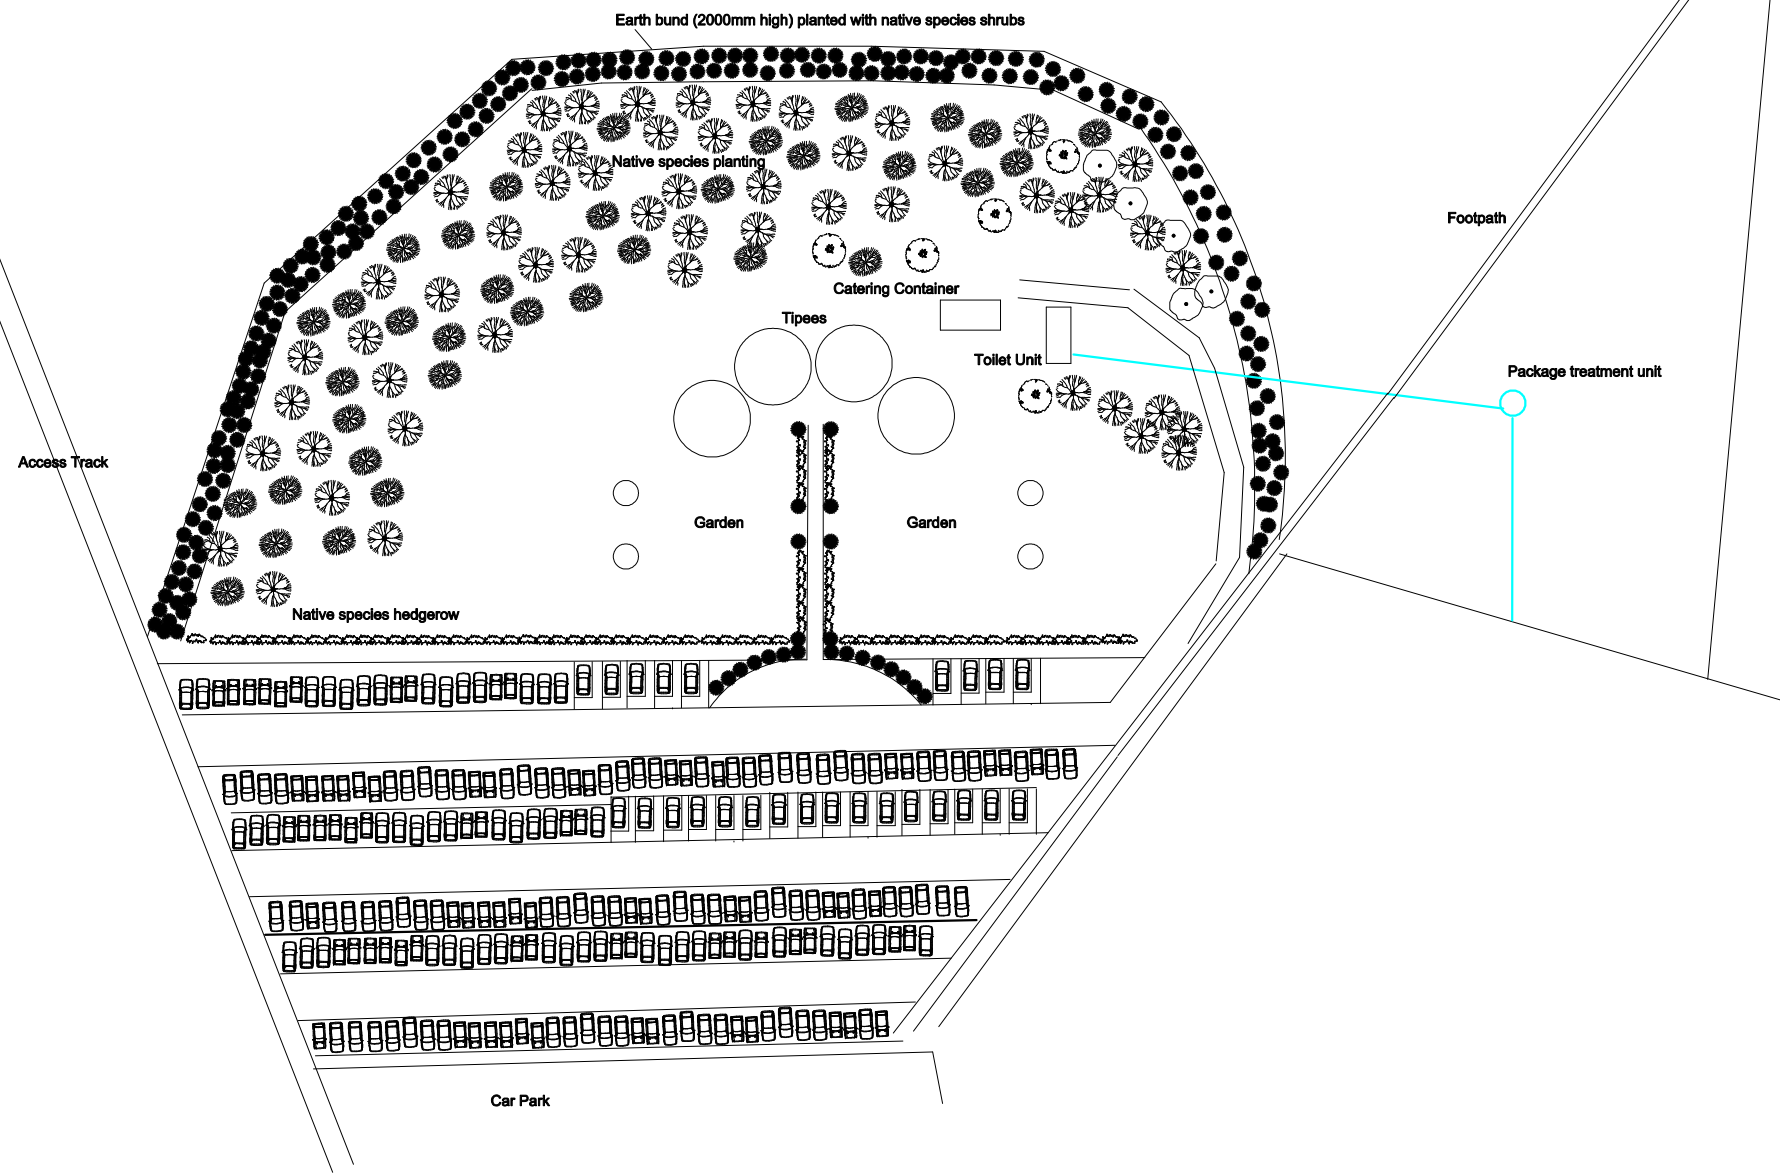 Earth bund (2000mm high) planted with native species shrubs
Native species planting
Footpath
Catering Container
Tipees
Toilet Unit
Package treatment unit
Access Track
Garden
Garden
Native species hedgerow
Car Park